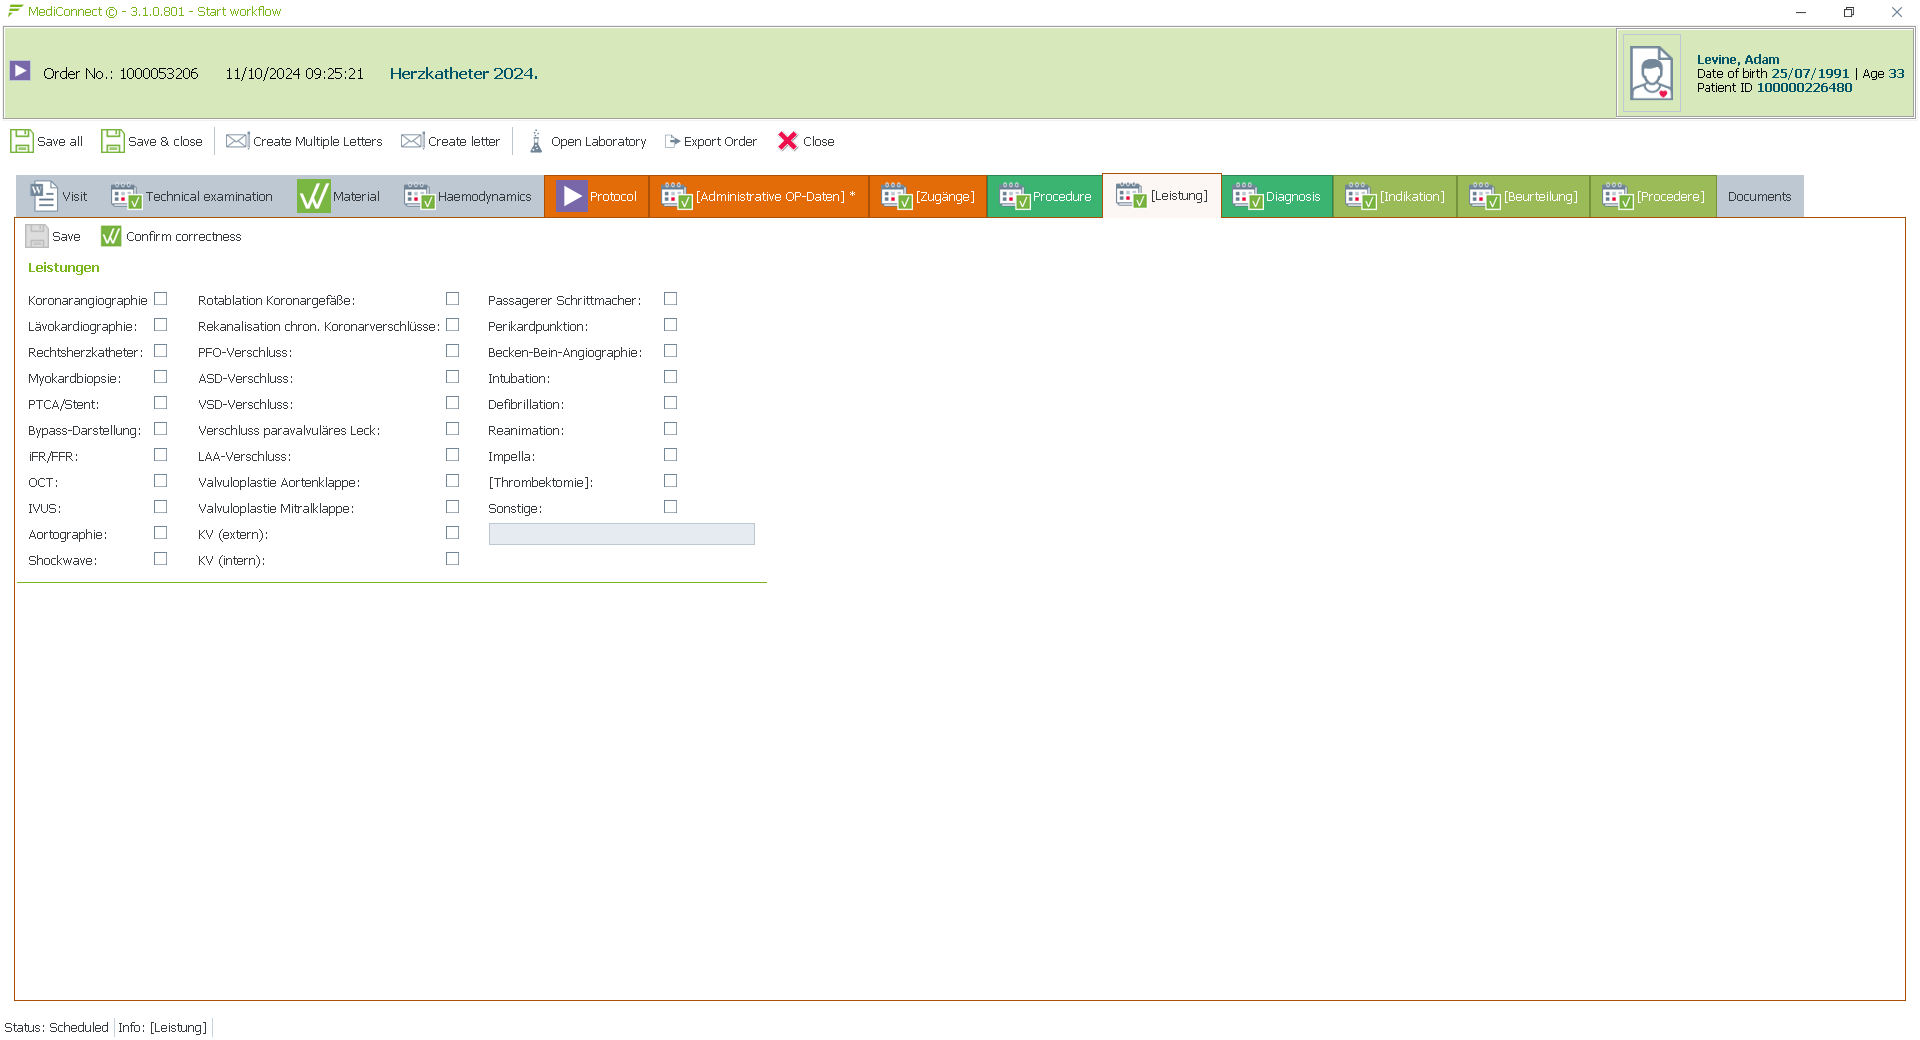 MediConnect © - 3.1.0.801 - Start workflow
Order No.: 1000053206 11/10/2024 09:25:21 Herzkatheter 2024.
Levine, Adam
Date of birth 25/07/1991 | Age 33
Patient ID 100000226480
Save all Save & close Create Multiple Letters Create letter Open Laboratory Export Order Close
Visit Technical examination Material Haemodynamics Protocol [Administrative OP-Daten] * [Zugänge] Procedure [Leistung] Diagnosis [Indikation] [Beurteilung] [Procedere] Documents
Save Confirm correctness
Leistungen
Koronarangiographie Rotablation Koronargefäße: Passagerer Schrittmacher:
Lävokardiographie: Rekanalisation chron. Koronarverschlüsse: Perikardpunktion:
Rechtsherzkatheter: PFO-Verschluss: Becken-Bein-Angiographie:
Myokardbiopsie: ASD-Verschluss: Intubation:
PTCA/Stent: VSD-Verschluss: Defibrillation:
Bypass-Darstellung: Verschluss paravalvuläres Leck: Reanimation:
iFR/FFR: LAA-Verschluss: Impella:
OCT: Valvuloplastie Aortenklappe: [Thrombektomie]:
IVUS: Valvuloplastie Mitralklappe: Sonstige:
Aortographie: KV (extern):
Shockwave: KV (intern):
Status: Scheduled Info: [Leistung]